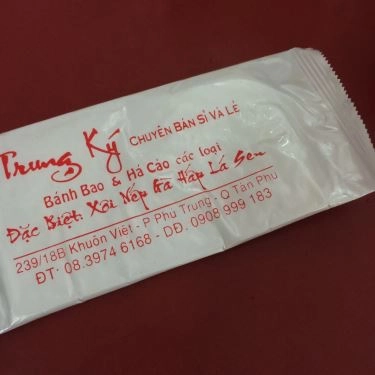 Trung Ký CHUYÊN BÁN SỈ VÀ LẺ
Bánh Bao & Há Cảo các loại
Đặc Biệt: Xôi Nếp Gà Hấp Lá Sen
239/18B Khuôn Việt - P Phú Trung - Q Tân Phú
ĐT: 08.3974 6168 - DĐ. 0908 999 183